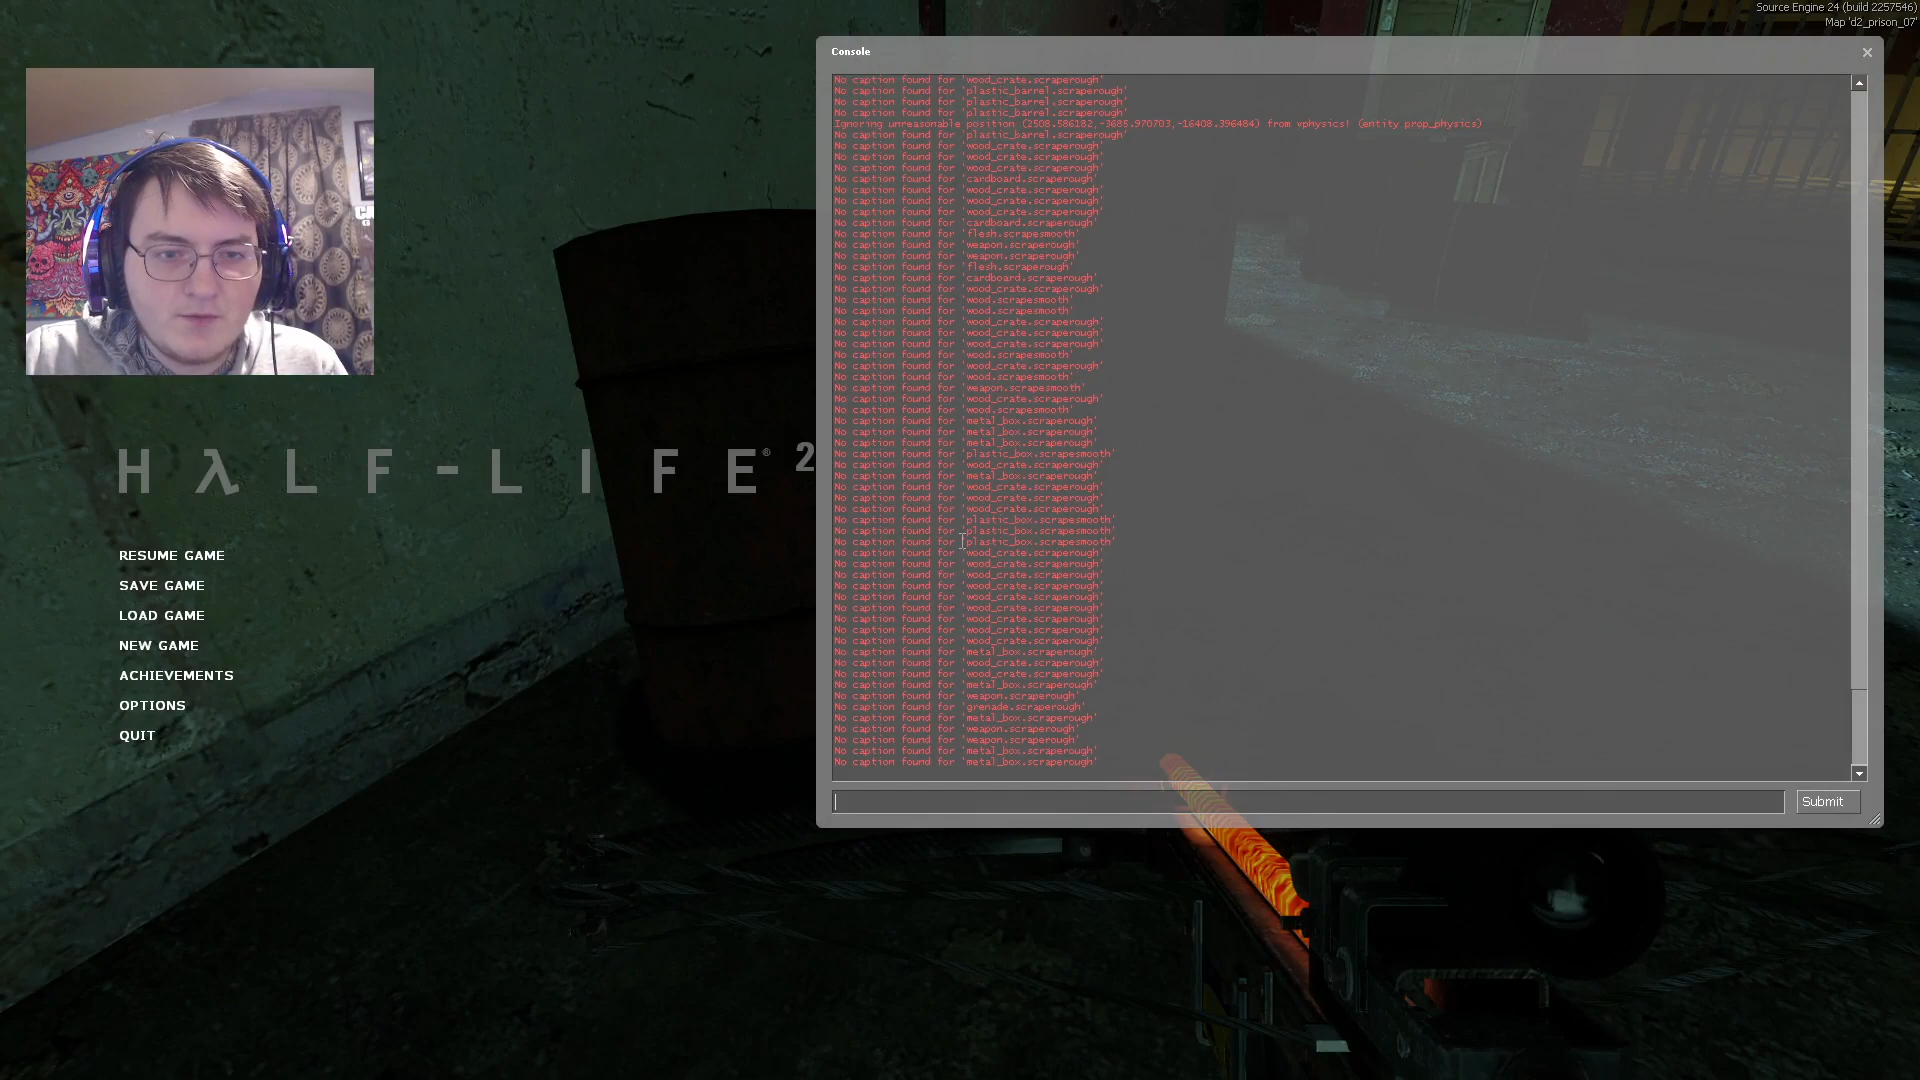 Source Engine 24 (build 2257546)
Map 'd2_prison_07'
Console
No caption found for 'wood_crate.scraperough'
No caption found for 'plastic_barrel.scraperough'
No caption found for 'plastic_barrel.scraperough'
No caption found for 'plastic_barrel.scraperough'
Ignoring unreasonable position (2508.586182,-3685.970703,-16408.396484) from vphysics! (entity prop_physics)
No caption found for 'plastic_barrel.scraperough'
No caption found for 'wood_crate.scraperough'
No caption found for 'wood_crate.scraperough'
No caption found for 'wood_crate.scraperough'
No caption found for 'cardboard.scraperough'
No caption found for 'wood_crate.scraperough'
No caption found for 'wood_crate.scraperough'
No caption found for 'wood_crate.scraperough'
No caption found for 'cardboard.scraperough'
No caption found for 'flesh.scrapesmooth'
No caption found for 'weapon.scraperough'
No caption found for 'weapon.scraperough'
No caption found for 'flesh.scraperough'
No caption found for 'cardboard.scraperough'
No caption found for 'wood_crate.scraperough'
No caption found for 'wood.scrapesmooth'
No caption found for 'wood.scrapesmooth'
No caption found for 'wood_crate.scraperough'
No caption found for 'wood_crate.scraperough'
No caption found for 'wood_crate.scraperough'
No caption found for 'wood.scrapesmooth'
No caption found for 'wood_crate.scraperough'
No caption found for 'wood.scrapesmooth'
No caption found for 'weapon.scrapesmooth'
No caption found for 'wood_crate.scraperough'
No caption found for 'wood.scrapesmooth'
No caption found for 'metal_box.scraperough'
No caption found for 'metal_box.scraperough'
No caption found for 'metal_box.scraperough'
No caption found for 'plastic_box.scrapesmooth'
No caption found for 'wood_crate.scraperough'
No caption found for 'metal_box.scraperough'
No caption found for 'wood_crate.scraperough'
No caption found for 'wood_crate.scraperough'
No caption found for 'wood_crate.scraperough'
No caption found for 'plastic_box.scrapesmooth'
No caption found for 'plastic_box.scrapesmooth'
No caption found for 'plastic_box.scrapesmooth'
No caption found for 'wood_crate.scraperough'
No caption found for 'wood_crate.scraperough'
No caption found for 'wood_crate.scraperough'
No caption found for 'wood_crate.scraperough'
No caption found for 'wood_crate.scraperough'
No caption found for 'wood_crate.scraperough'
No caption found for 'wood_crate.scraperough'
No caption found for 'wood_crate.scraperough'
No caption found for 'wood_crate.scraperough'
No caption found for 'metal_box.scraperough'
No caption found for 'wood_crate.scraperough'
No caption found for 'wood_crate.scraperough'
No caption found for 'metal_box.scraperough'
No caption found for 'weapon.scraperough'
No caption found for 'grenade.scraperough'
No caption found for 'metal_box.scraperough'
No caption found for 'weapon.scraperough'
No caption found for 'weapon.scraperough'
No caption found for 'metal_box.scraperough'
No caption found for 'metal_box.scraperough'
Submit
HλLF-LIFE® 2
RESUME GAME
SAVE GAME
LOAD GAME
NEW GAME
ACHIEVEMENTS
OPTIONS
QUIT